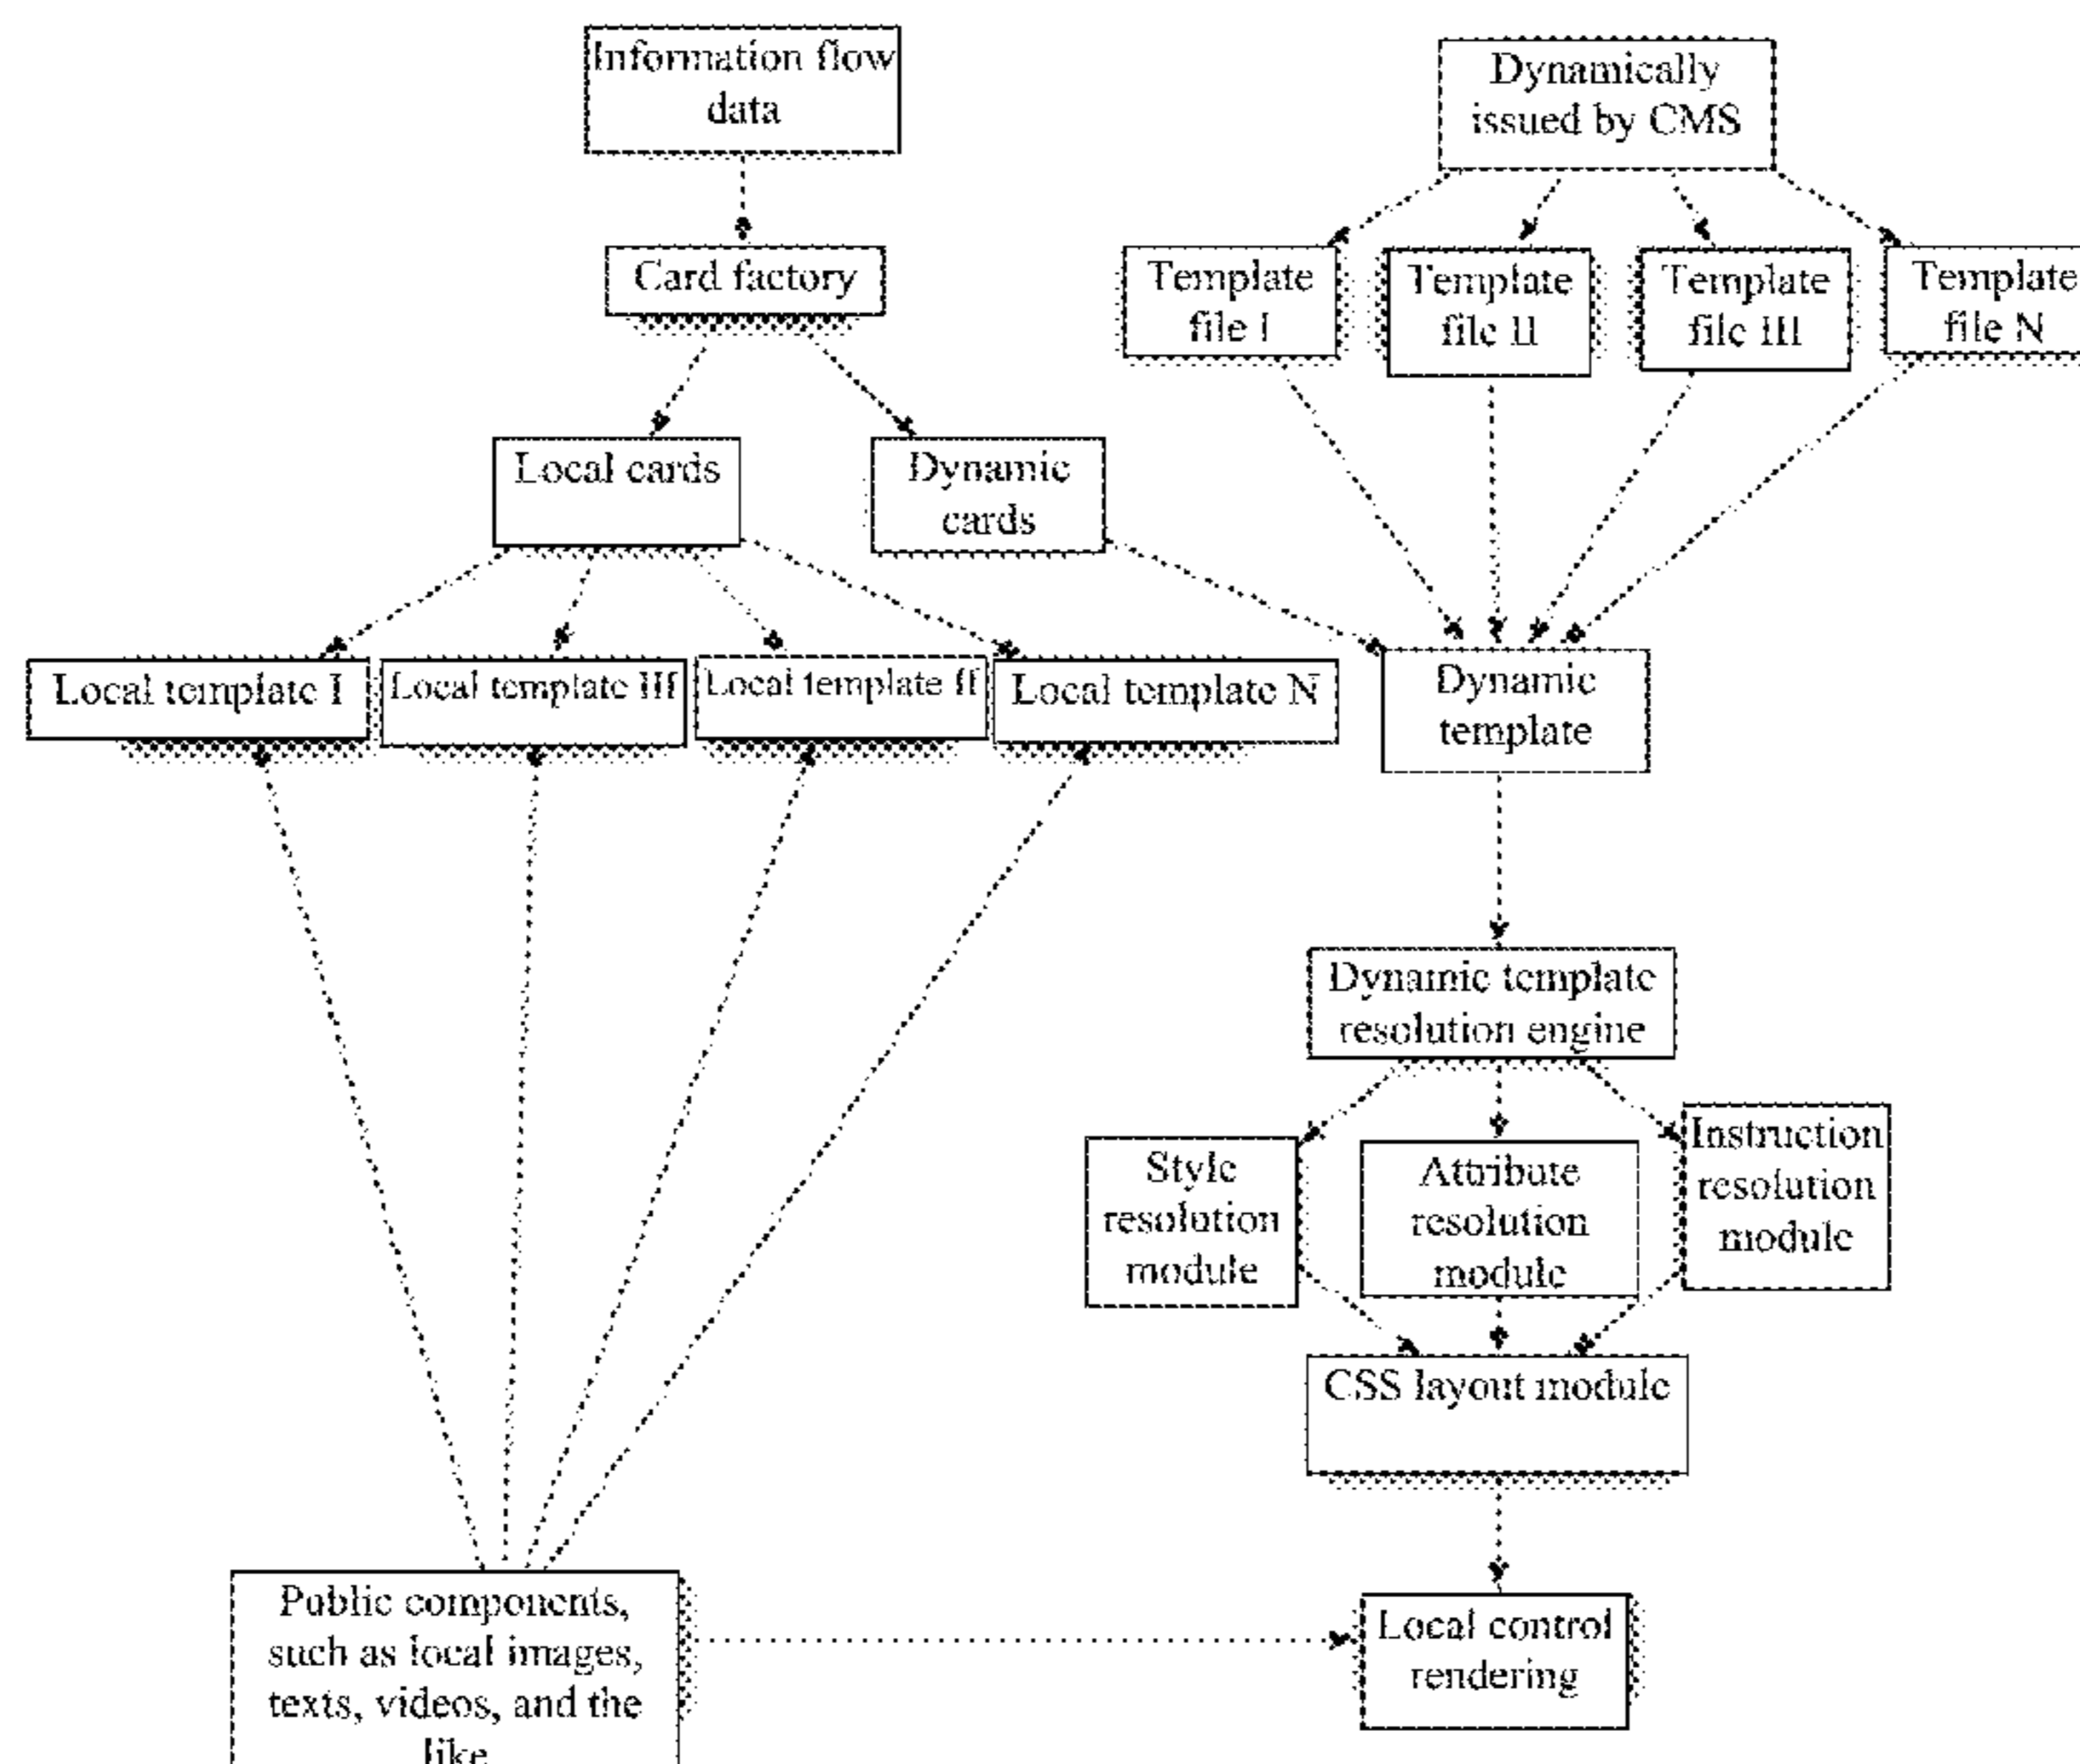 Information flow
data
Dynamically
issued by CMS
Card factory
Template
file I
Template
file II
Template
file III
Template
file N
Local cards
Dynamic
cards
Local template I
Local template III
Local template II
Local template N
Dynamic
template
Dynamic template
resolution engine
Style
resolution
module
Attribute
resolution
module
Instruction
resolution
module
CSS layout module
Public components,
such as local images,
texts, videos, and the
like
Local control
rendering